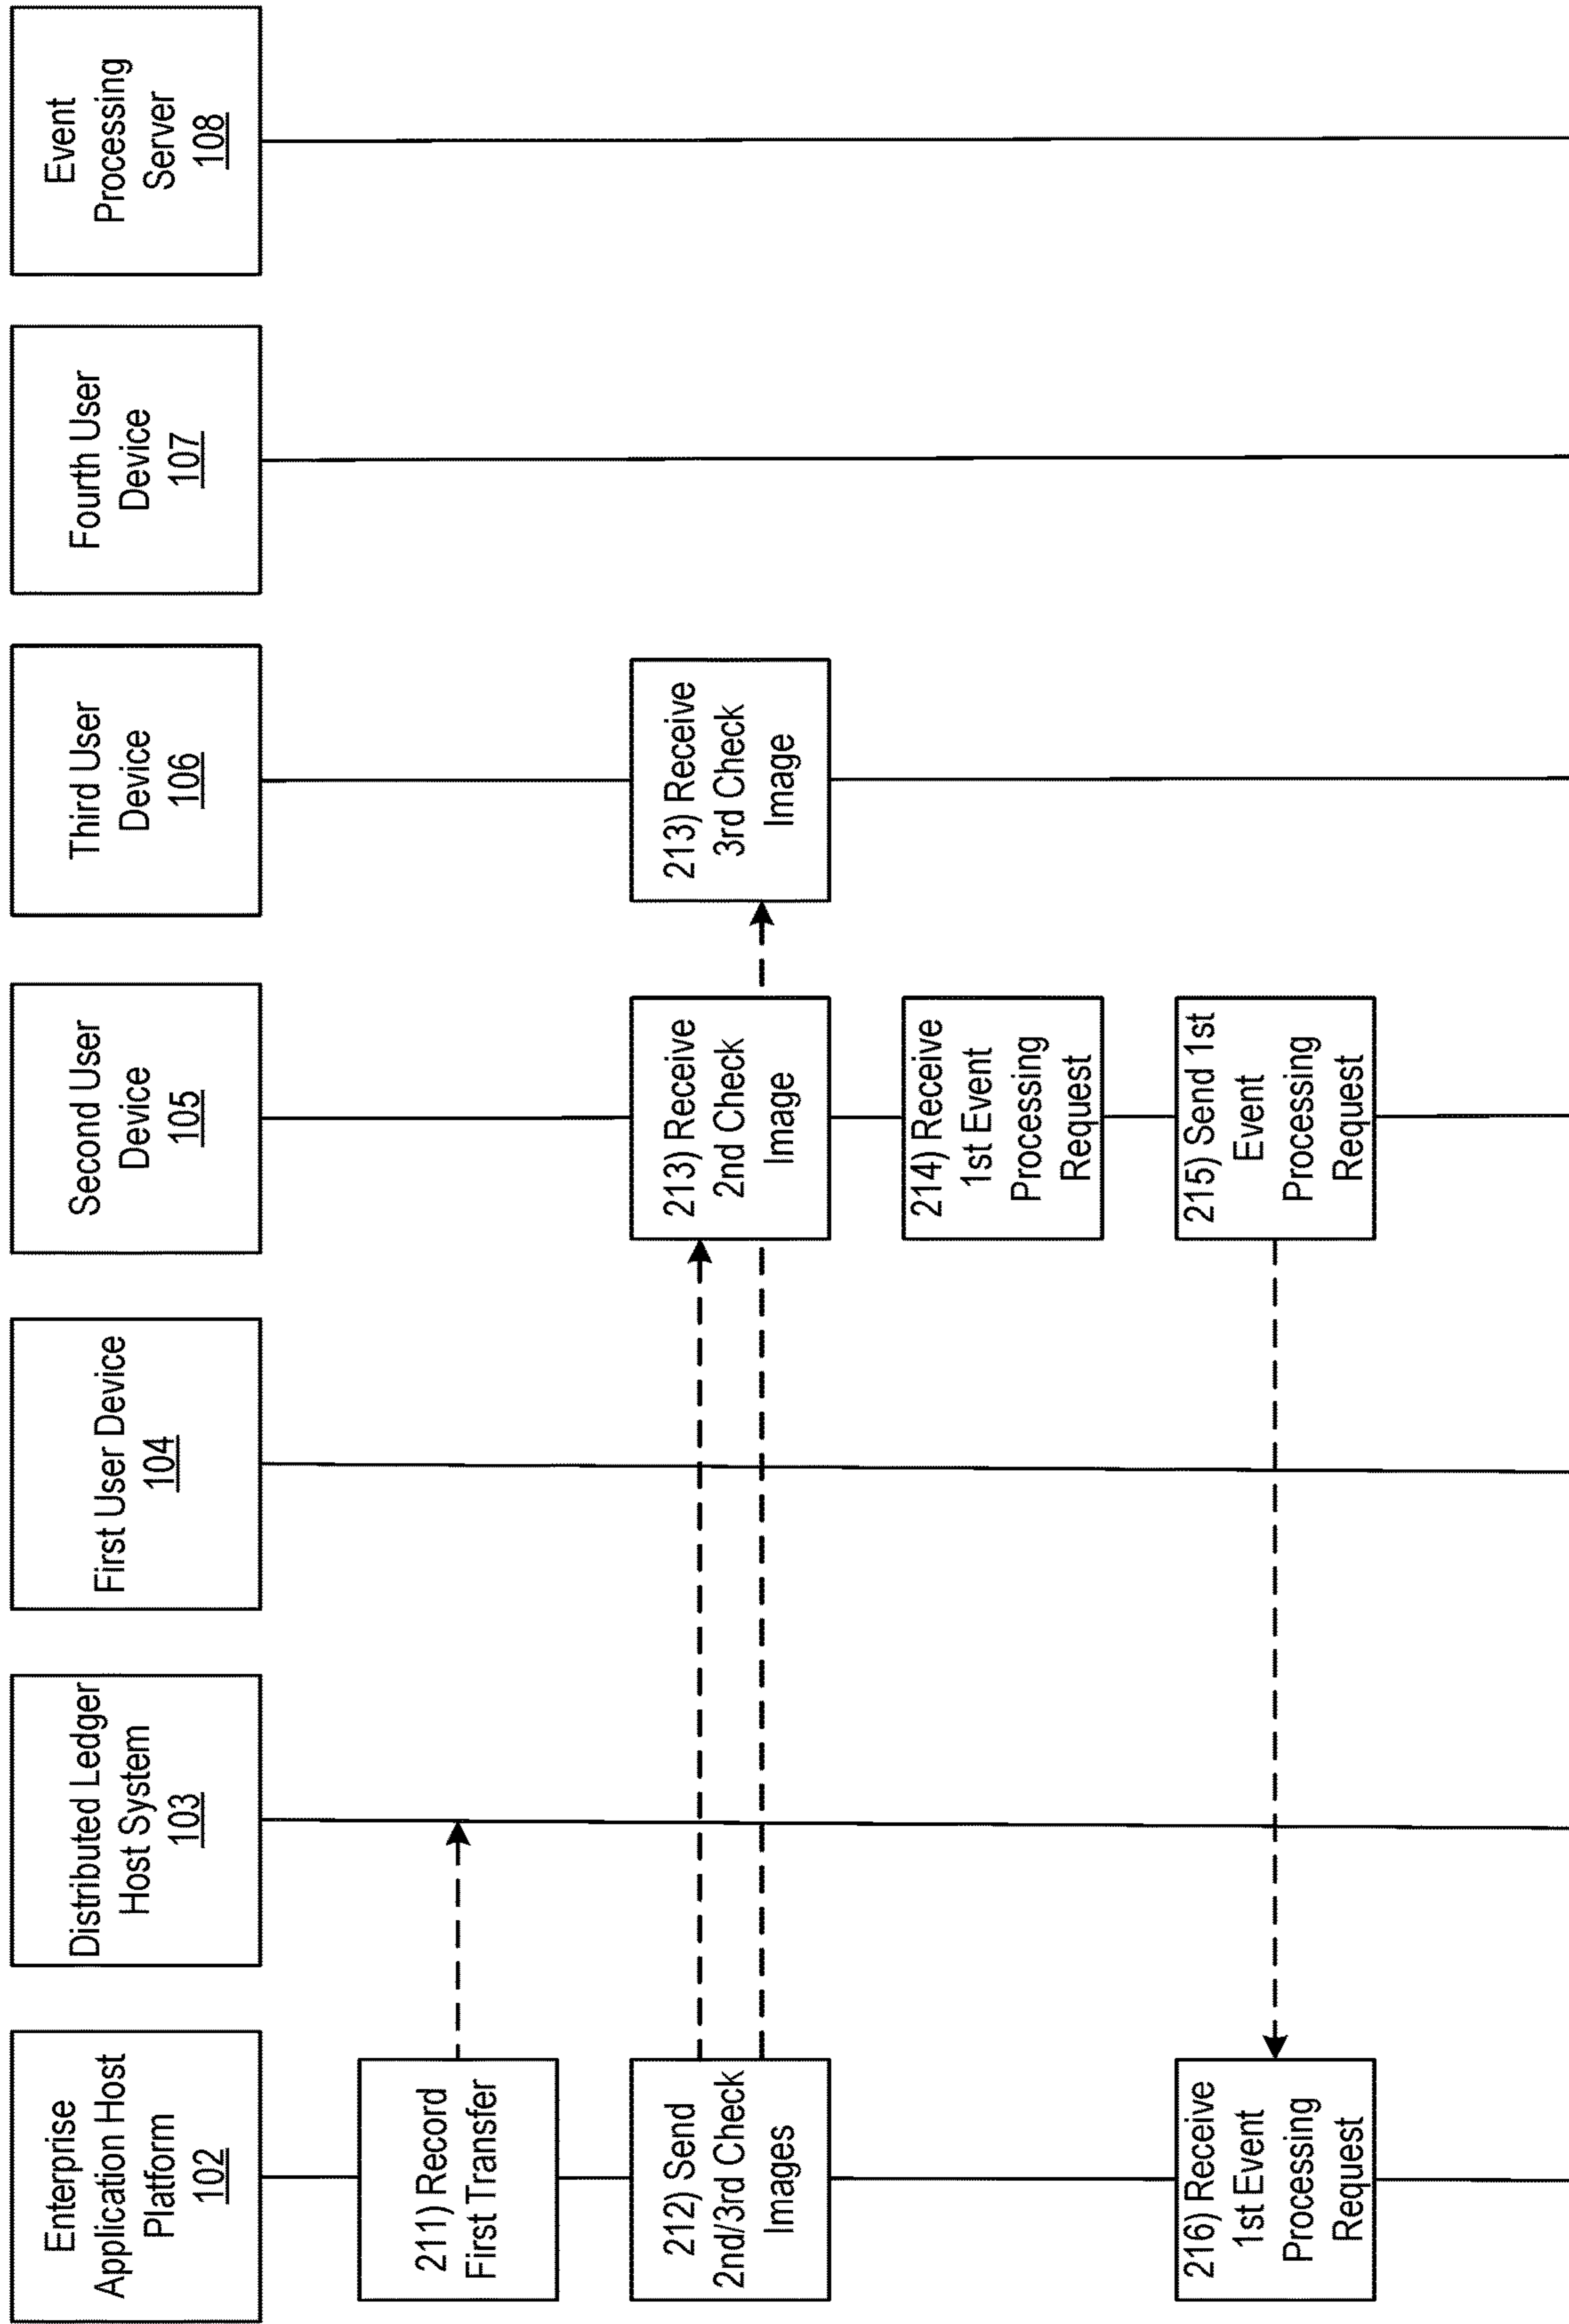 Enterprise
Application Host
Platform
102
Distributed Ledger
Host System
103
First User Device
104
Second User
Device
105
Third User
Device
106
Fourth User
Device
107
Event
Processing
Server
108
211) Record
First Transfer
212) Send
2nd/3rd Check
Images
213) Receive
2nd Check
Image
213) Receive
3rd Check
Image
214) Receive
1st Event
Processing
Request
215) Send 1st
Event
Processing
Request
216) Receive
1st Event
Processing
Request